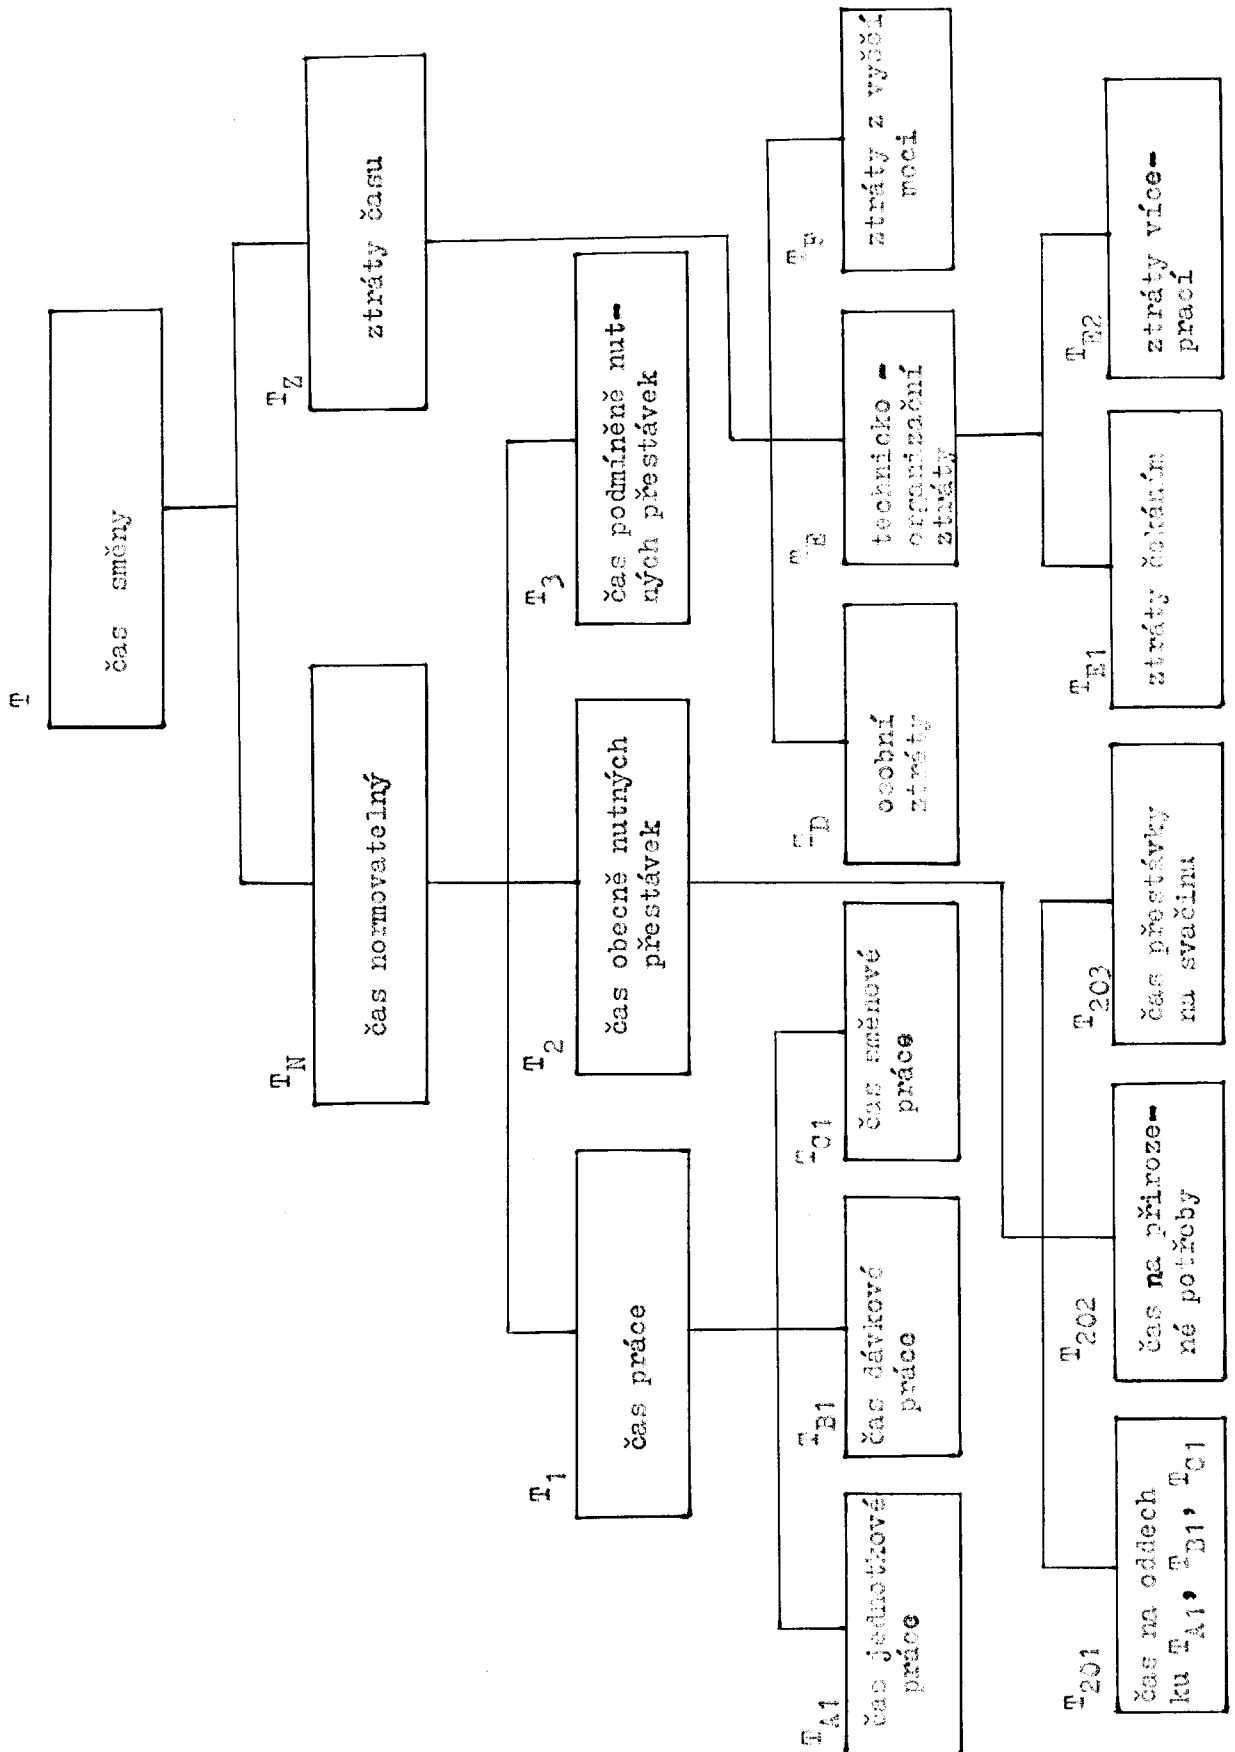 T
čas směny
T_N
čas normovatelný
T_Z
ztráty času
T_1
čas práce
T_2
čas obecně nutných
přestávek
T_3
čas podmíněně nut-
ných přestávek
T_A1
čas jednotkové
práce
T_B1
čas dávkové
práce
T_C1
čas směnové
práce
T_D
osobní
ztráty
T_E
technicko -
organizační
ztráty
T_F
ztráty z vyšší
moci
T_201
čas na oddech
ku T_A1, T_B1, T_C1
T_202
čas na přiroze-
né potřeby
T_203
čas přestávky
na svačinu
T_E1
ztráty čekáním
T_E2
ztráty více-
prací